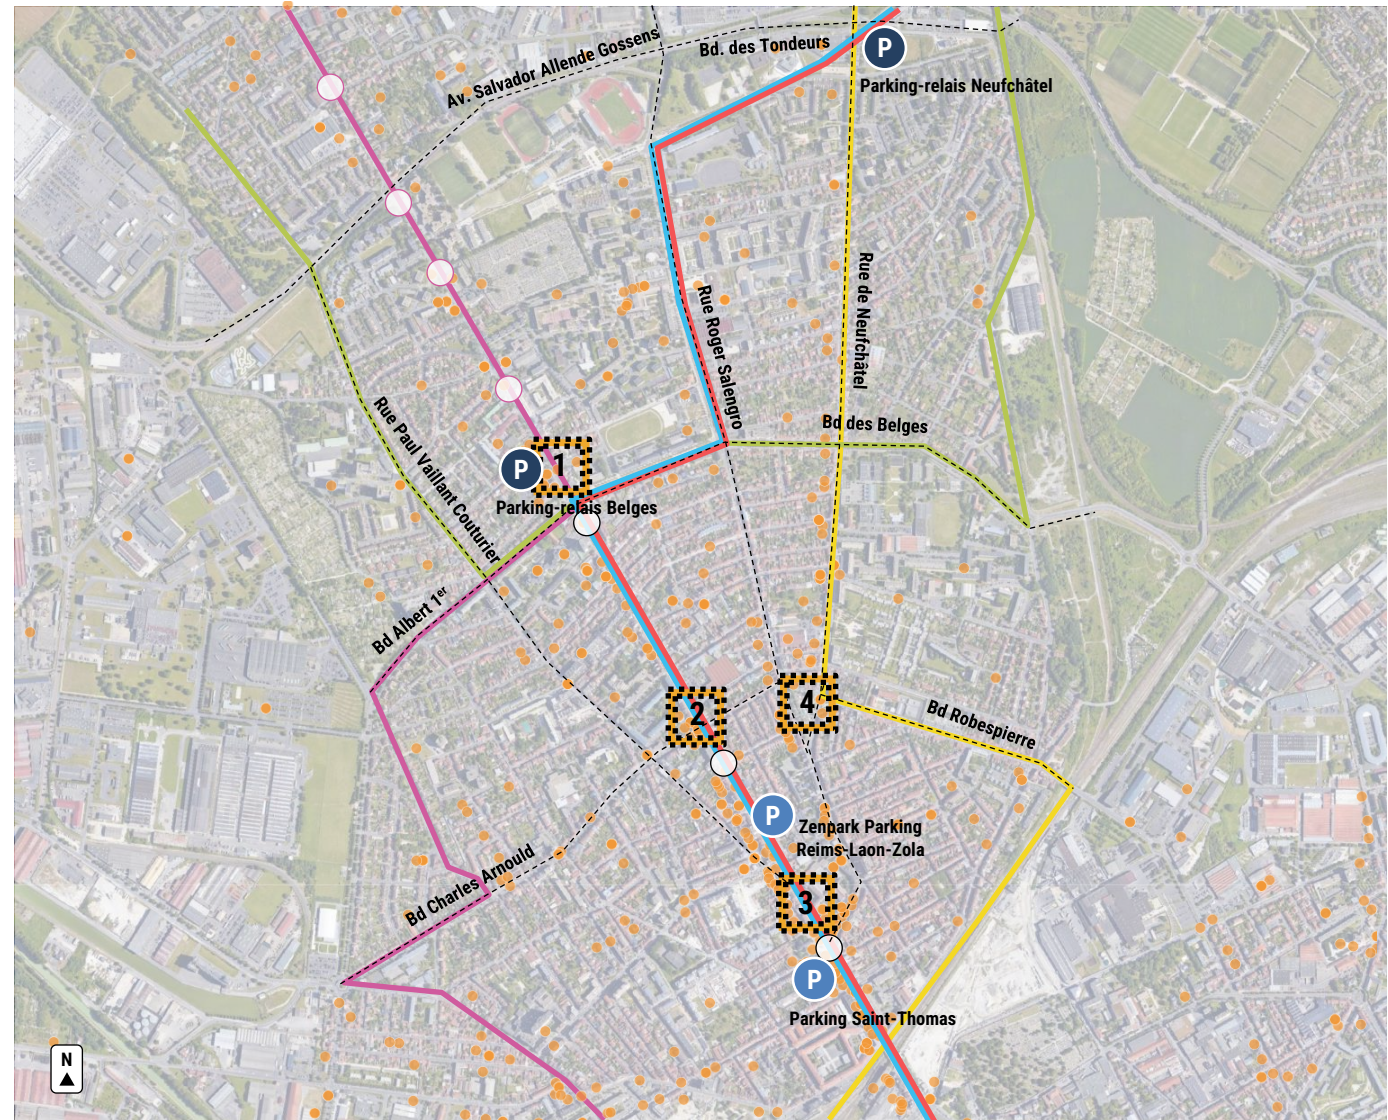 P
Bd. des Tondeurs
Av. Salvador Allende Gossens
Parking-relais Neufchâtel
Rue de Neufchâtel
Rue Roger Salengro
Rue Paul Vaillant Couturier
Bd des Belges
P
1
Parking-relais Belges
Bd Albert 1er
2
4
Bd Robespierre
P
Zenpark Parking
Reims-Laon-Zola
Bd Charles Arnould
3
P
Parking Saint-Thomas
N